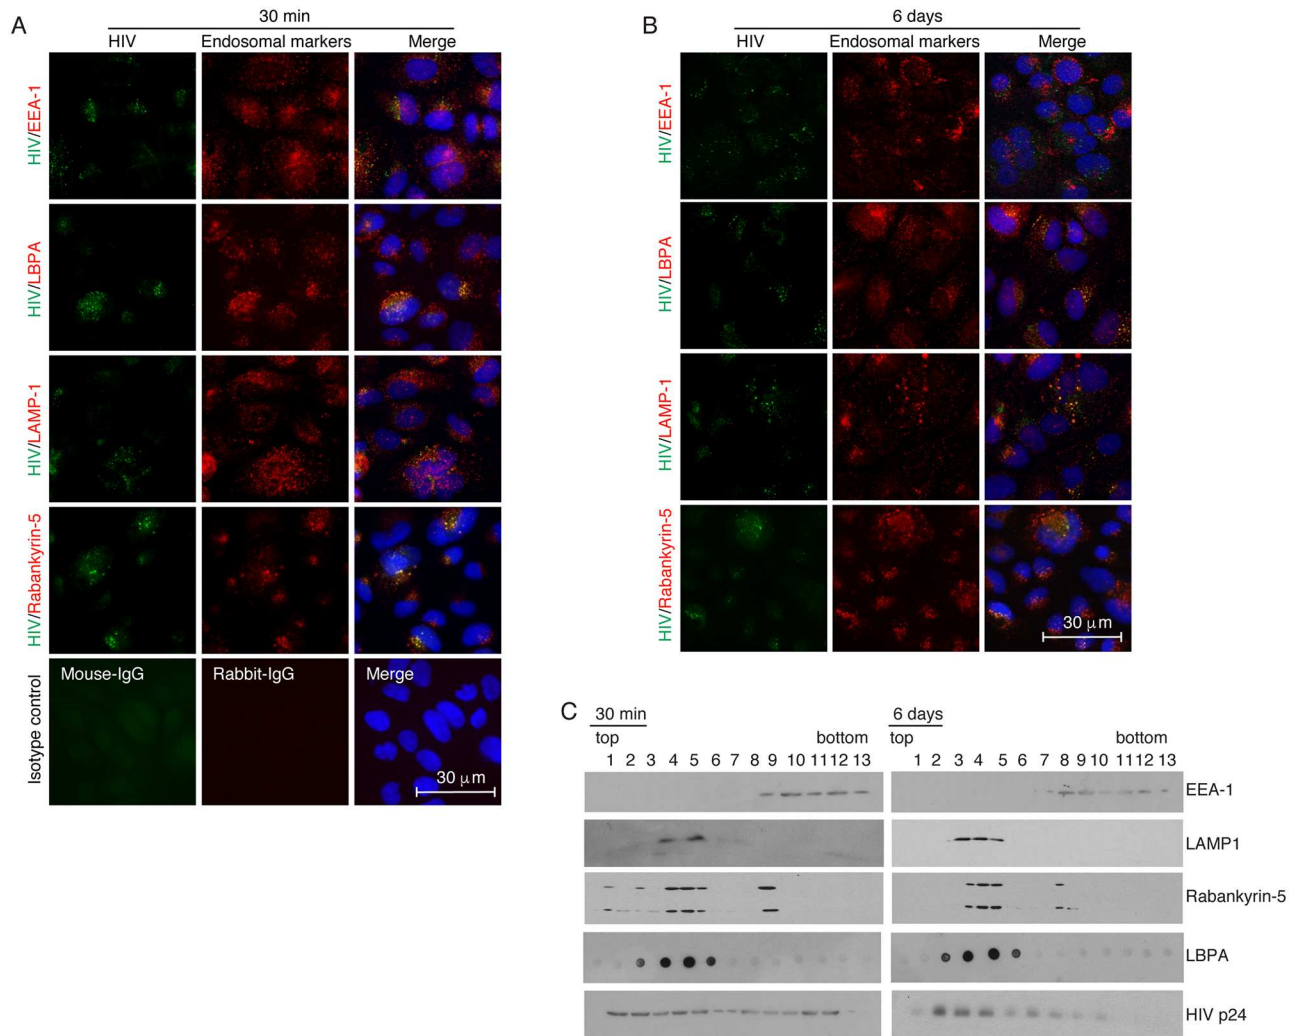 A
30 min
HIV Endosomal markers Merge
HIV/EEA-1
HIV/LBPA
HIV/LAMP-1
HIV/Rabankyrin-5
Isotype control
Mouse-IgG Rabbit-IgG Merge
30 μm
B
6 days
HIV Endosomal markers Merge
HIV/EEA-1
HIV/LBPA
HIV/LAMP-1
HIV/Rabankyrin-5
30 μm
C
30 min
top bottom
1 2 3 4 5 6 7 8 9 10 11 12 13
6 days
top bottom
1 2 3 4 5 6 7 8 9 10 11 12 13
EEA-1
LAMP1
Rabankyrin-5
LBPA
HIV p24